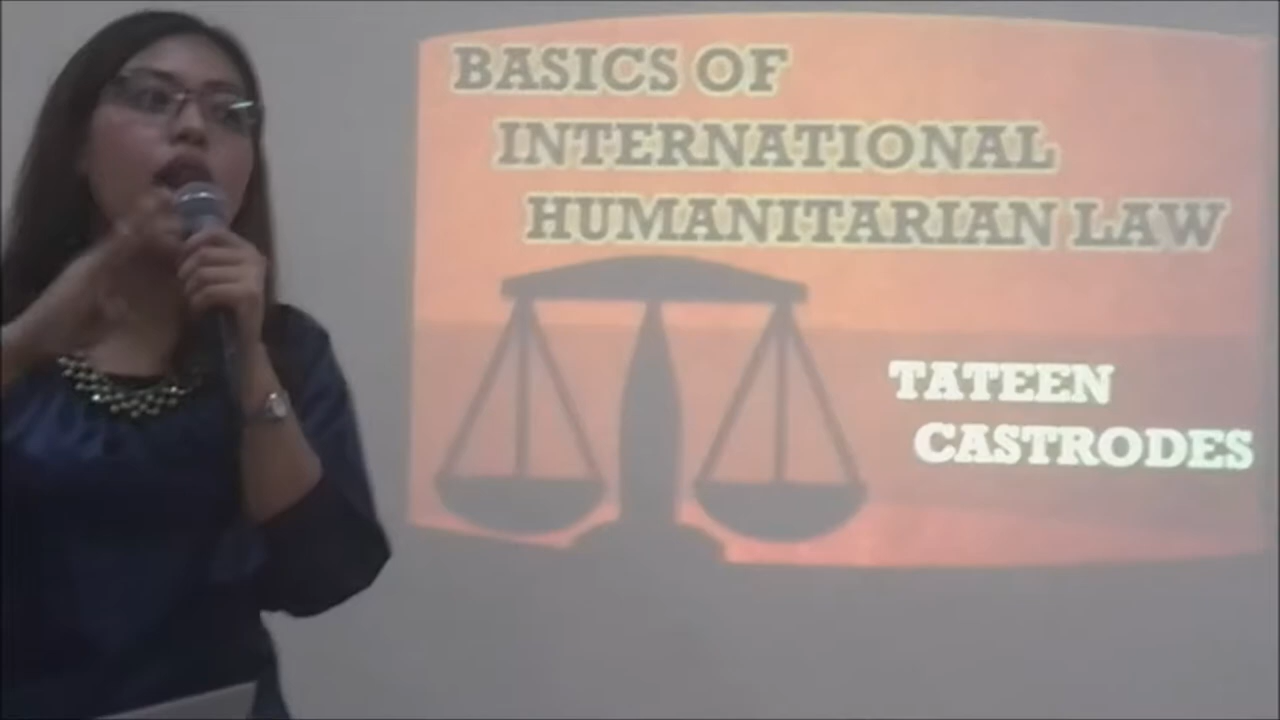 BASICS OF
INTERNATIONAL
HUMANITARIAN LAW
TATEEN
CASTRODES